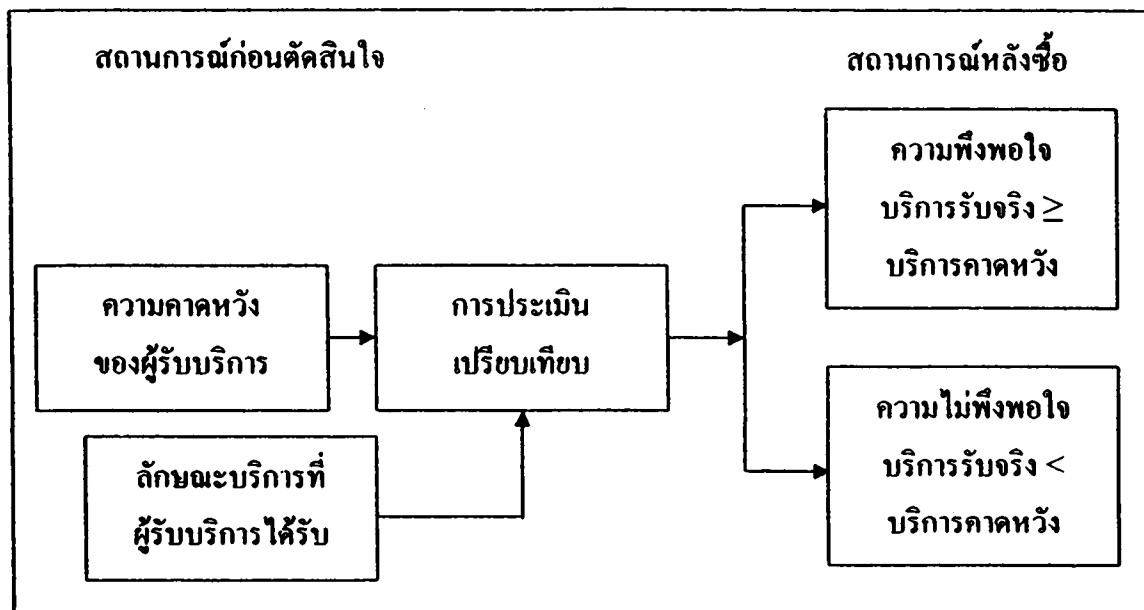 สถานการณ์ก่อนตัดสินใจ
สถานการณ์หลังซื้อ
ความพึงพอใจ
บริการรับจริง ≥
บริการคาดหวัง
ความคาดหวัง
ของผู้รับบริการ
การประเมิน
เปรียบเทียบ
ลักษณะบริการที่
ผู้รับบริการได้รับ
ความไม่พึงพอใจ
บริการรับจริง <
บริการคาดหวัง